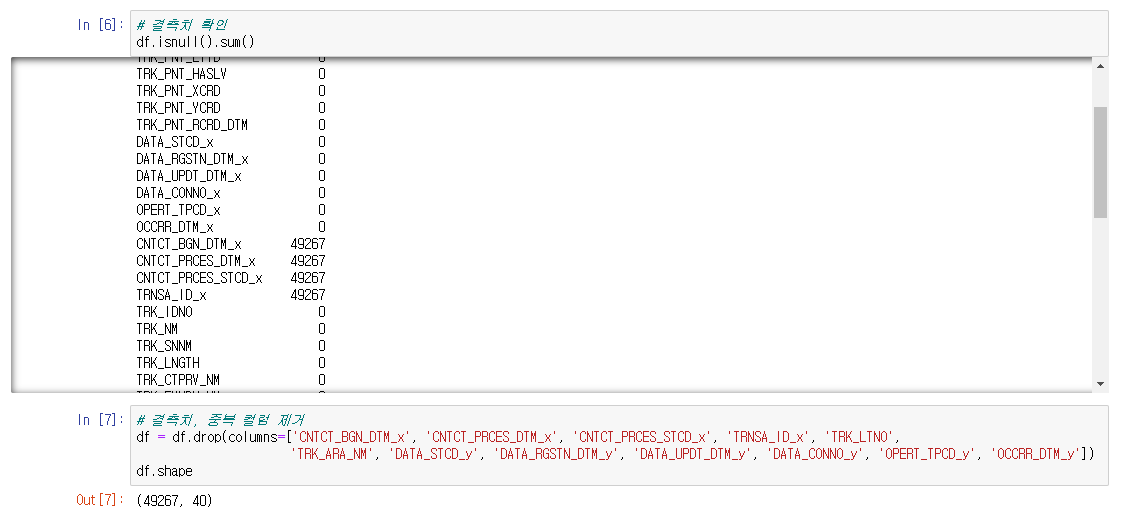 In [6]: # 결측치 확인
df.isnull().sum()
TRK_PNT_HASLV 0
TRK_PNT_XCRD 0
TRK_PNT_YCRD 0
TRK_PNT_RCRD_DTM 0
DATA_STCD_x 0
DATA_RGSTN_DTM_x 0
DATA_UPDT_DTM_x 0
DATA_CONNO_x 0
OPERT_TPCD_x 0
OCCRR_DTM_x 0
CNTCT_BGN_DTM_x 49267
CNTCT_PRCES_DTM_x 49267
CNTCT_PRCES_STCD_x 49267
TRNSA_ID_x 49267
TRK_IDNO 0
TRK_NM 0
TRK_SNNM 0
TRK_LNGTH 0
TRK_CTPRV_NM 0
In [7]: # 결측치, 중복 컬럼 제거
df = df.drop(columns=['CNTCT_BGN_DTM_x', 'CNTCT_PRCES_DTM_x', 'CNTCT_PRCES_STCD_x', 'TRNSA_ID_x', 'TRK_LTNO',
'TRK_ARA_NM', 'DATA_STCD_y', 'DATA_RGSTN_DTM_y', 'DATA_UPDT_DTM_y', 'DATA_CONNO_y', 'OPERT_TPCD_y', 'OCCRR_DTM_y'])
df.shape
Out[7]: (49267, 40)